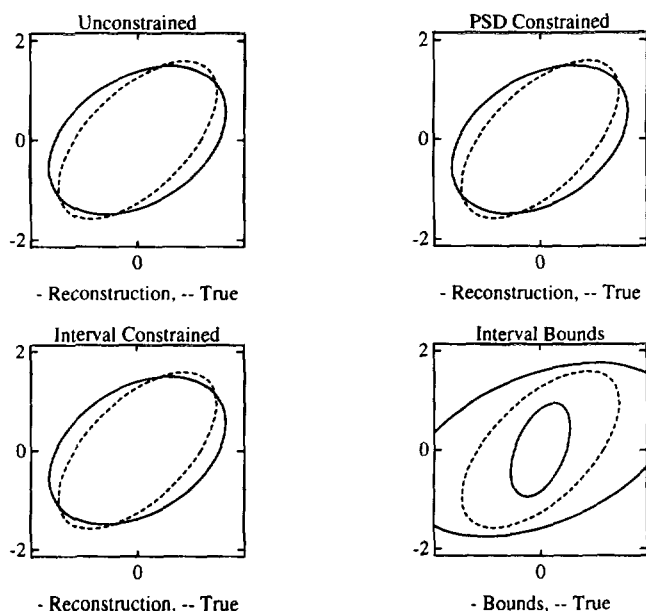 Unconstrained
2
0
-2
0
- Reconstruction, -- True
PSD Constrained
2
0
-2
0
- Reconstruction, -- True
Interval Constrained
2
0
-2
0
- Reconstruction, -- True
Interval Bounds
2
0
-2
0
- Bounds, -- True